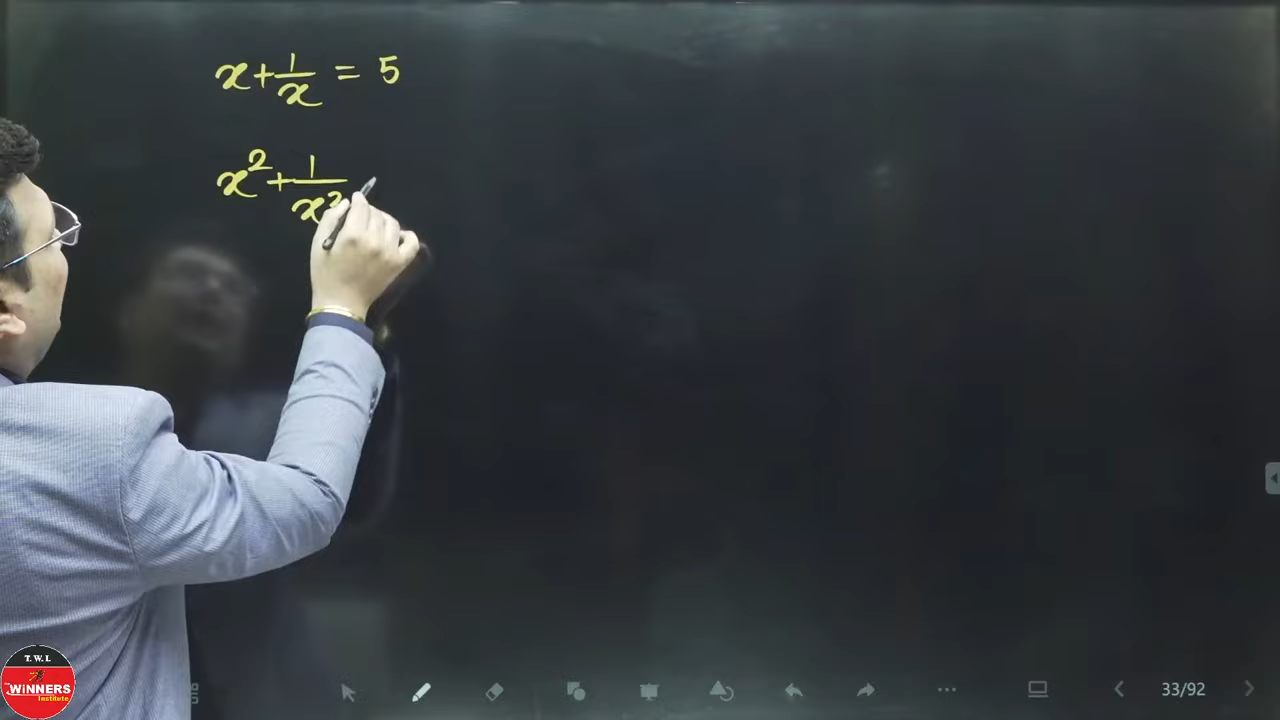 x + 1/x = 5
x² + 1/x²
T.W.I.
WINNERS
Institute
33/92